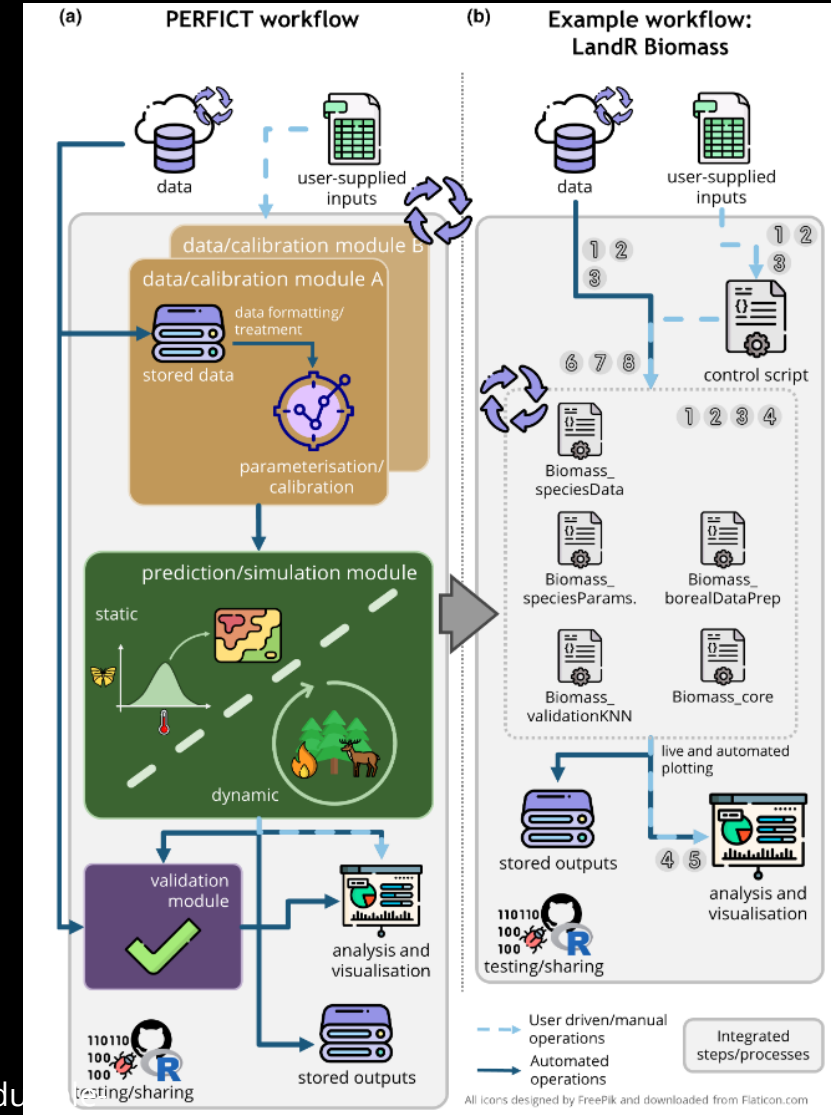 (a)
PERFICT workflow
data
user-supplied
inputs
data/calibration module B
data/calibration module A
data formatting/
treatment
stored data
parameterisation/
calibration
prediction/simulation module
static
dynamic
validation
module
analysis and
visualisation
110110
100
100
R
testing/sharing
stored outputs
(b)
Example workflow:
LandR Biomass
data
user-supplied
inputs
1 2
3
1 2
3
control script
6 7 8
1 2 3 4
Biomass_
speciesData
Biomass_
speciesParams.
Biomass_
borealDataPrep
Biomass_
validationKNN
Biomass_core
live and automated
plotting
stored outputs
4 5
analysis and
visualisation
110110
100
100
R
testing/sharing
User driven/manual
operations
Automated
operations
Integrated
steps/processes
All icons designed by FreePik and downloaded from Flaticon.com